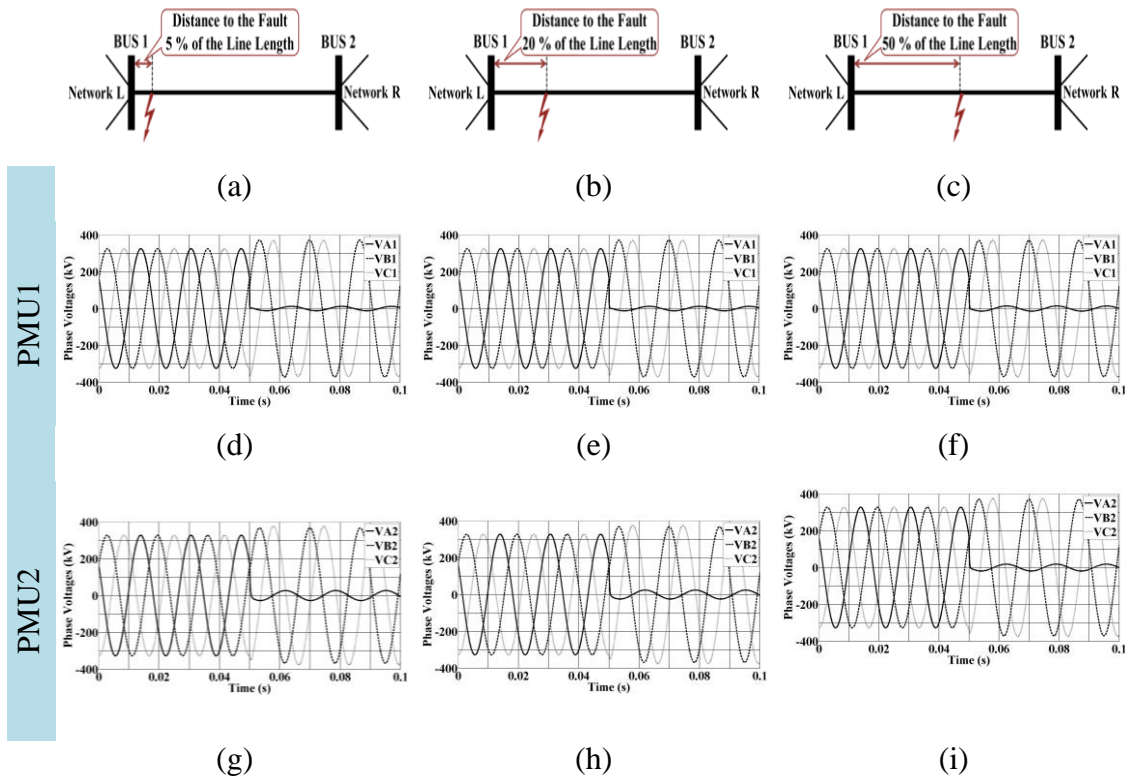 Distance to the Fault
5 % of the Line Length
BUS 1
BUS 2
Network L
Network R
(a)
Distance to the Fault
20 % of the Line Length
BUS 1
BUS 2
Network L
Network R
(b)
Distance to the Fault
50 % of the Line Length
BUS 1
BUS 2
Network L
Network R
(c)
PMU1
Phase Voltages (kV)
400
200
0
-200
-400
0
0.02
0.04
0.06
0.08
0.1
Time (s)
VA1
VB1
VC1
(d)
Phase Voltages (kV)
400
200
0
-200
-400
0
0.02
0.04
0.06
0.08
0.1
Time (s)
VA1
VB1
VC1
(e)
Phase Voltages (kV)
400
200
0
-200
-400
0
0.02
0.04
0.06
0.08
0.1
Time (s)
VA1
VB1
VC1
(f)
PMU2
Phase Voltages (kV)
400
200
0
-200
-400
0
0.02
0.04
0.06
0.08
0.1
Time (s)
VA2
VB2
VC2
(g)
Phase Voltages (kV)
400
200
0
-200
-400
0
0.02
0.04
0.06
0.08
0.1
Time (s)
VA2
VB2
VC2
(h)
Phase Voltages (kV)
400
200
0
-200
-400
0
0.02
0.04
0.06
0.08
0.1
Time (s)
VA2
VB2
VC2
(i)